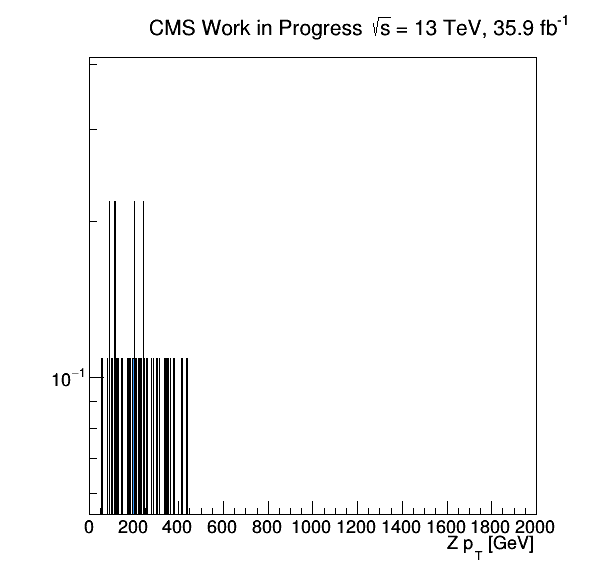 CMS Work in Progress √s = 13 TeV, 35.9 fb⁻¹
10⁻¹
0 200 400 600 800 1000 1200 1400 1600 1800 2000
Z p_T [GeV]